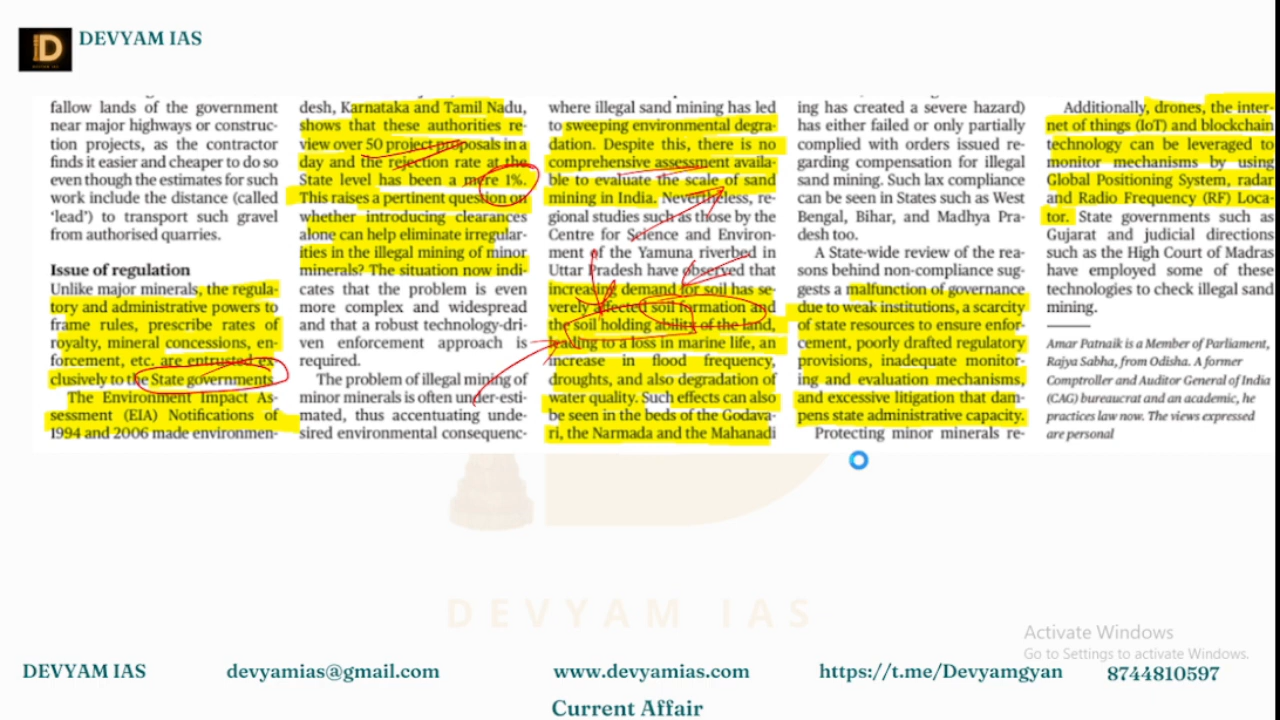 DEVYAM IAS
fallow lands of the government
near major highways or construc-
tion projects, as the contractor
finds it easier and cheaper to do so
even though the estimates for such
work include the distance (called
‘lead’) to transport such gravel
from authorised quarries.
Issue of regulation
Unlike major minerals, the regula-
tory and administrative powers to
frame rules, prescribe rates of
royalty, mineral concessions, en-
forcement, etc. are entrusted ex
clusively to the State governments.
The Environment Impact As-
sessment (EIA) Notifications of
1994 and 2006 made environmen-
desh, Karnataka and Tamil Nadu,
shows that these authorities re-
view over 50 project proposals in a
day and the rejection rate at the
State level has been a mere 1%.
This raises a pertinent question on
whether introducing clearances
alone can help eliminate irregular-
ities in the illegal mining of minor
minerals? The situation now indi-
cates that the problem is even
more complex and widespread
and that a robust technology-dri-
ven enforcement approach is
required.
The problem of illegal mining of
minor minerals is often under-esti-
mated, thus accentuating unde-
sired environmental consequenc-
where illegal sand mining has led
to sweeping environmental degra-
dation. Despite this, there is no
comprehensive assessment availa-
ble to evaluate the scale of sand
mining in India. Nevertheless, re-
gional studies such as those by the
Centre for Science and Environ-
ment of the Yamuna riverbed in
Uttar Pradesh have observed that
increasing demand for soil has se-
verely affected soil formation and
the soil holding ability of the land,
leading to a loss in marine life, an
increase in flood frequency,
droughts, and also degradation of
water quality. Such effects can also
be seen in the beds of the Godava-
ri, the Narmada and the Mahanadi
ing has created a severe hazard)
has either failed or only partially
complied with orders issued re-
garding compensation for illegal
sand mining. Such lax compliance
can be seen in States such as West
Bengal, Bihar, and Madhya Pra-
desh too.
A State-wide review of the rea-
sons behind non-compliance sug-
gests a malfunction of governance
due to weak institutions, a scarcity
of state resources to ensure enfor-
cement, poorly drafted regulatory
provisions, inadequate monitor-
ing and evaluation mechanisms,
and excessive litigation that dam-
pens state administrative capacity.
Protecting minor minerals re-
Additionally, drones, the inter-
net of things (IoT) and blockchain
technology can be leveraged to
monitor mechanisms by using
Global Positioning System, radar
and Radio Frequency (RF) Loca-
tor. State governments such as
Gujarat and judicial directions
such as the High Court of Madras
have employed some of these
technologies to check illegal sand
mining.
Amar Patnaik is a Member of Parliament,
Rajya Sabha, from Odisha. A former
Comptroller and Auditor General of India
(CAG) bureaucrat and an academic, he
practices law now. The views expressed
are personal
DEVYAM IAS
Activate Windows
Go to Settings to activate Windows.
DEVYAM IAS devyamias@gmail.com www.devyamias.com https://t.me/Devyamgyan 8744810597
Current Affair